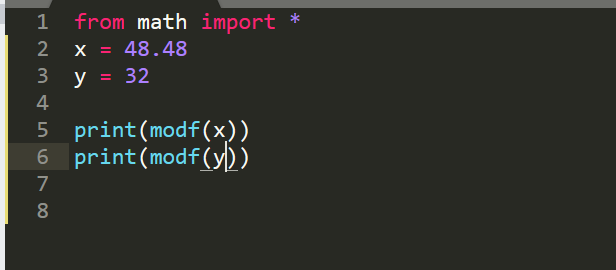 1 from math import *
2 x = 48.48
3 y = 32
4
5 print(modf(x))
6 print(modf(y))
7
8